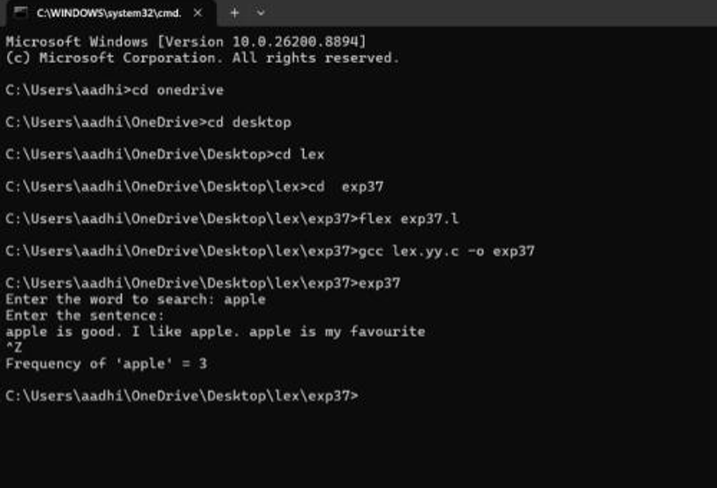 C:\WINDOWS\system32\cmd.
Microsoft Windows [Version 10.0.26200.8894]
(c) Microsoft Corporation. All rights reserved.
C:\Users\aadhi>cd onedrive
C:\Users\aadhi\OneDrive>cd desktop
C:\Users\aadhi\OneDrive\Desktop>cd lex
C:\Users\aadhi\OneDrive\Desktop\lex>cd  exp37
C:\Users\aadhi\OneDrive\Desktop\lex\exp37>flex exp37.l
C:\Users\aadhi\OneDrive\Desktop\lex\exp37>gcc lex.yy.c -o exp37
C:\Users\aadhi\OneDrive\Desktop\lex\exp37>exp37
Enter the word to search: apple
Enter the sentence:
apple is good. I like apple. apple is my favourite
^Z
Frequency of 'apple' = 3
C:\Users\aadhi\OneDrive\Desktop\lex\exp37>